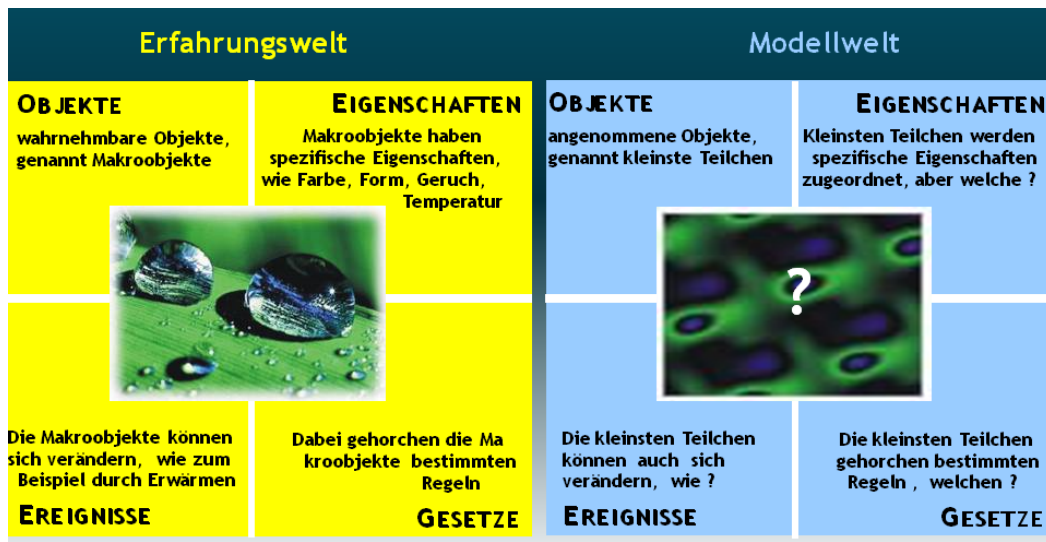 Erfahrungswelt
Modellwelt
OBJEKTE
wahrnehmbare Objekte,
genannt Makroobjekte
EIGENSCHAFTEN
Makroobjekte haben
spezifische Eigenschaften,
wie Farbe, Form, Geruch,
Temperatur
Die Makroobjekte können
sich verändern, wie zum
Beispiel durch Erwärmen
EREIGNISSE
Dabei gehorchen die Ma
kroobjekte bestimmten
Regeln
GESETZE
OBJEKTE
angenommene Objekte,
genannt kleinste Teilchen
EIGENSCHAFTEN
Kleinsten Teilchen werden
spezifische Eigenschaften
zugeordnet, aber welche ?
?
Die kleinsten Teilchen
können auch sich
verändern, wie ?
EREIGNISSE
Die kleinsten Teilchen
gehorchen bestimmten
Regeln , welchen ?
GESETZE